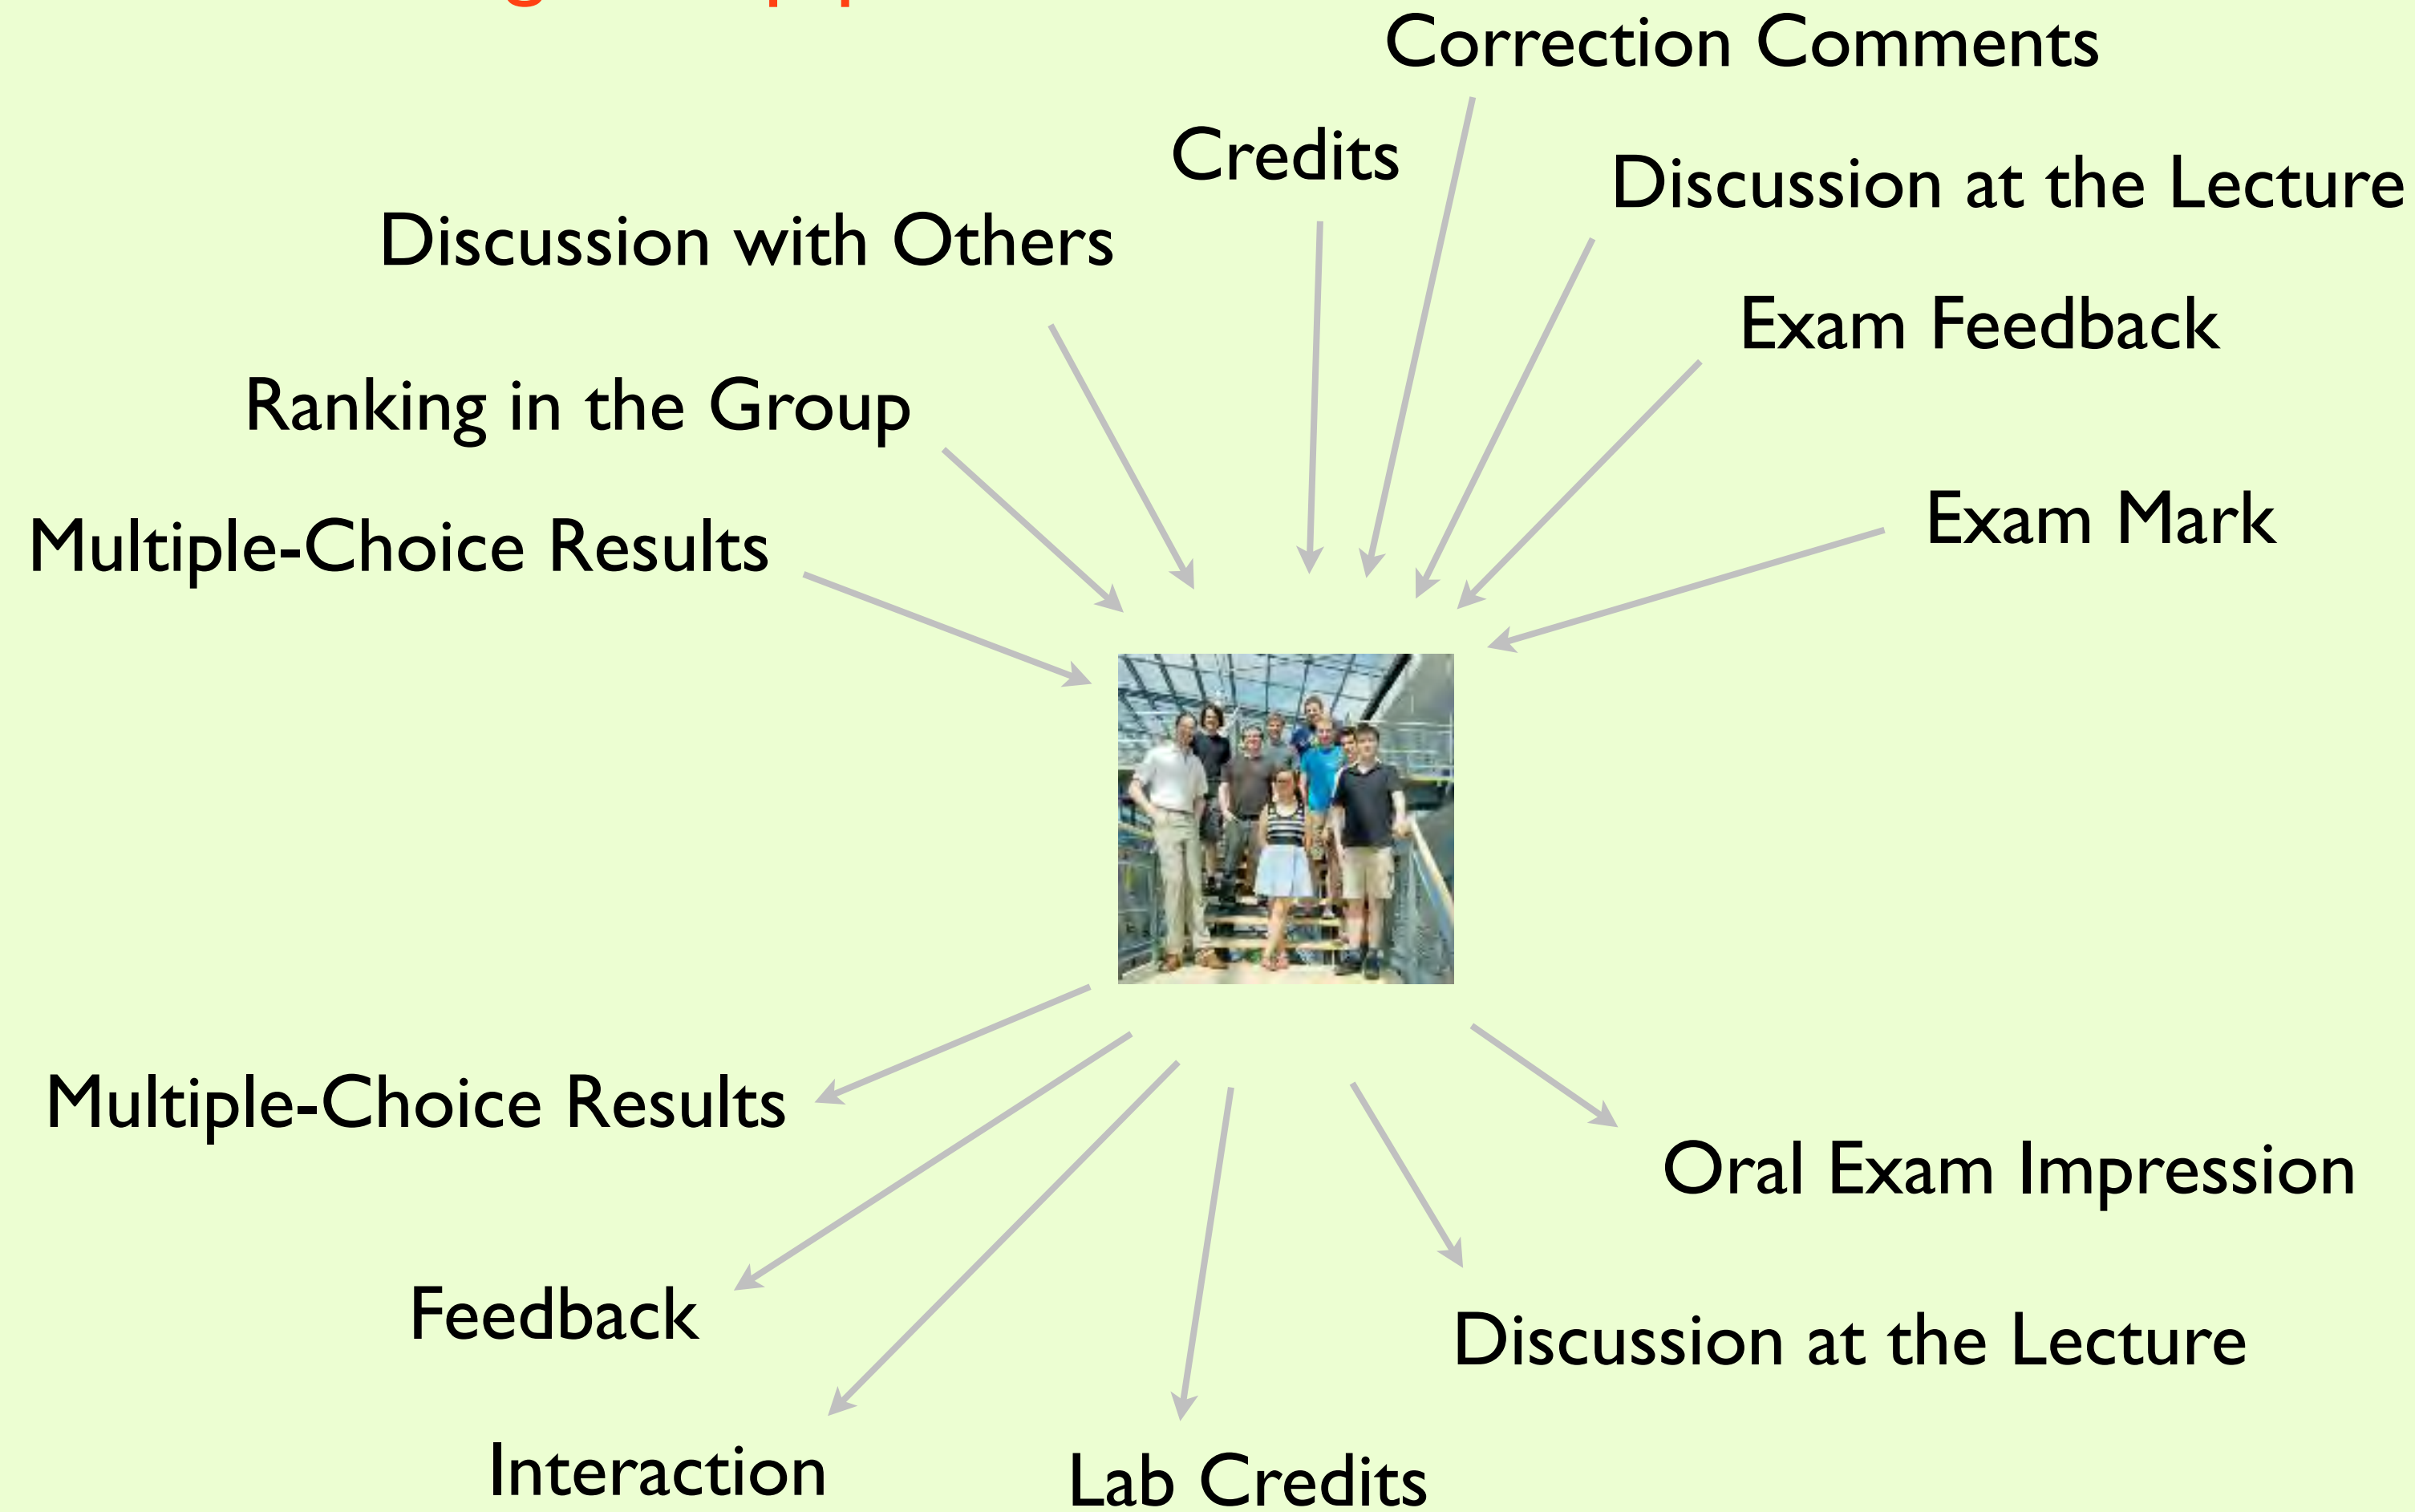 Correction Comments
Credits
Discussion at the Lecture
Discussion with Others
Exam Feedback
Ranking in the Group
Exam Mark
Multiple-Choice Results
Multiple-Choice Results
Oral Exam Impression
Feedback
Discussion at the Lecture
Interaction
Lab Credits